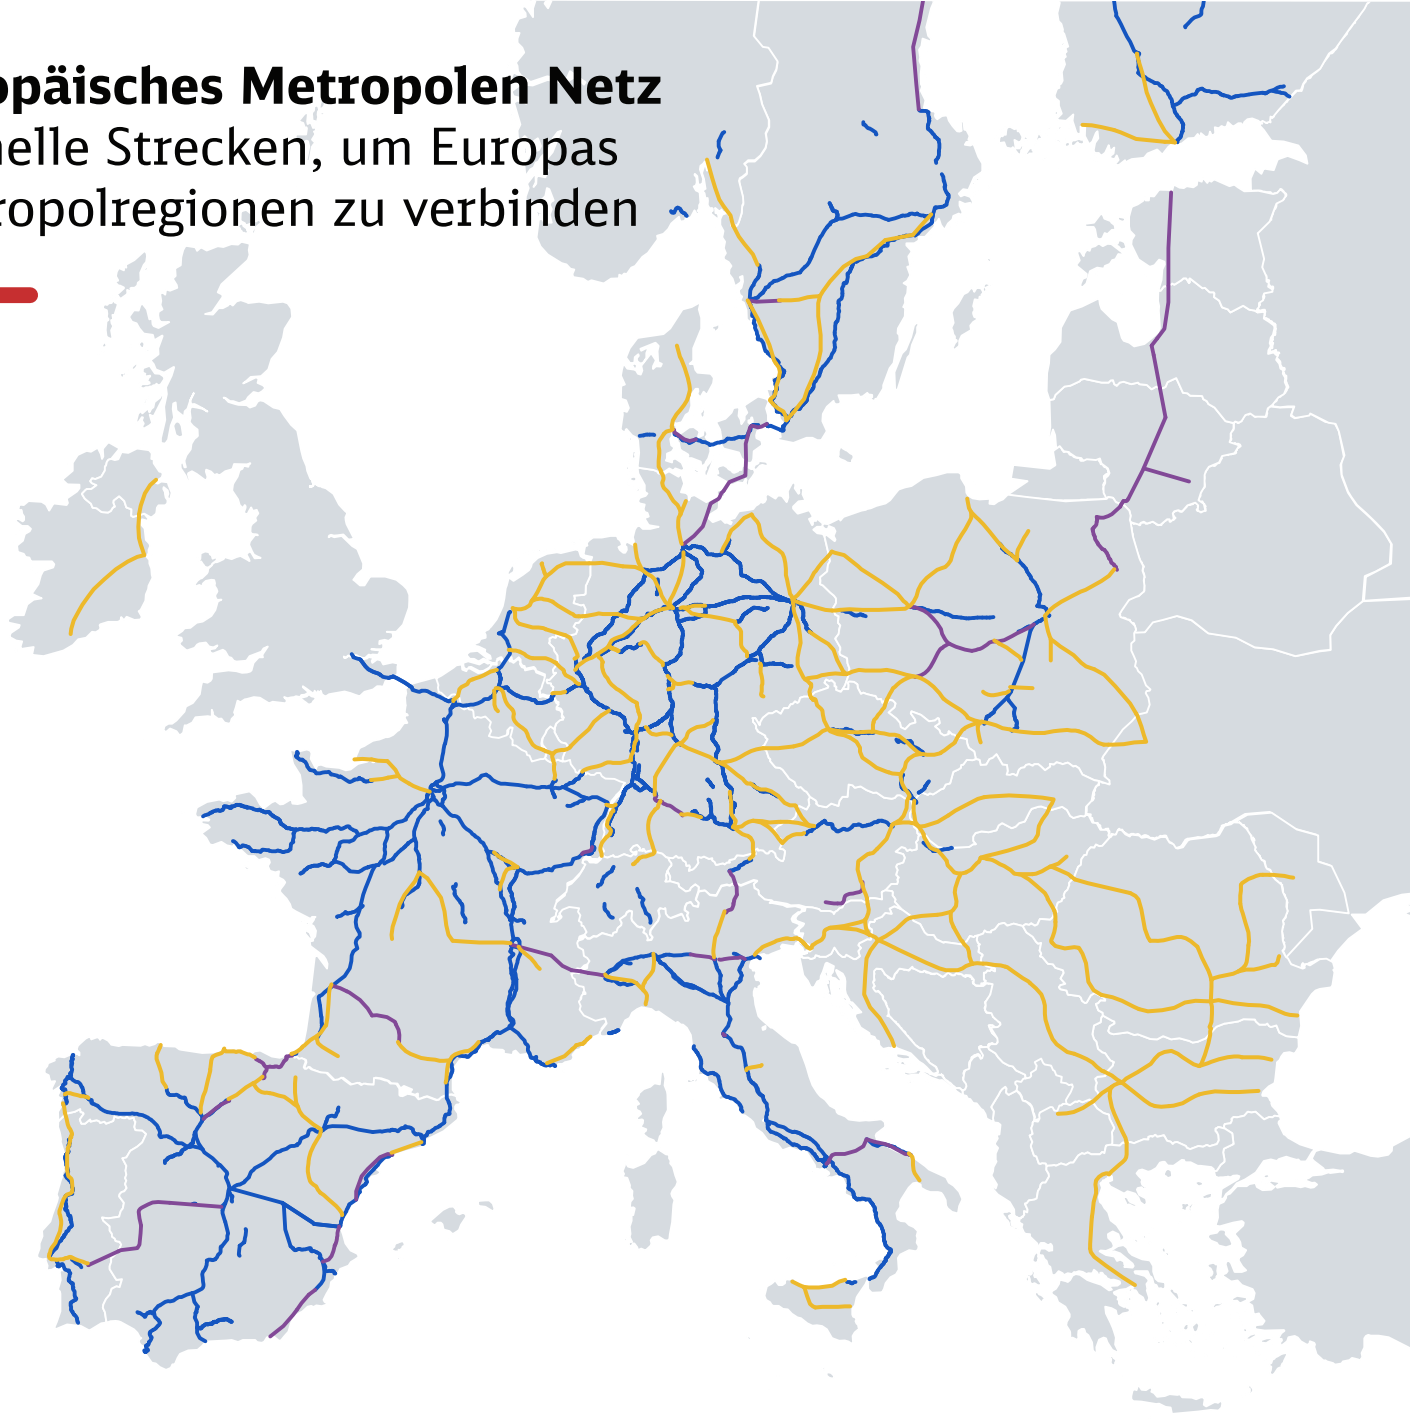 opäisches Metropolen Netz
nelle Strecken, um Europas
ropolregionen zu verbinden